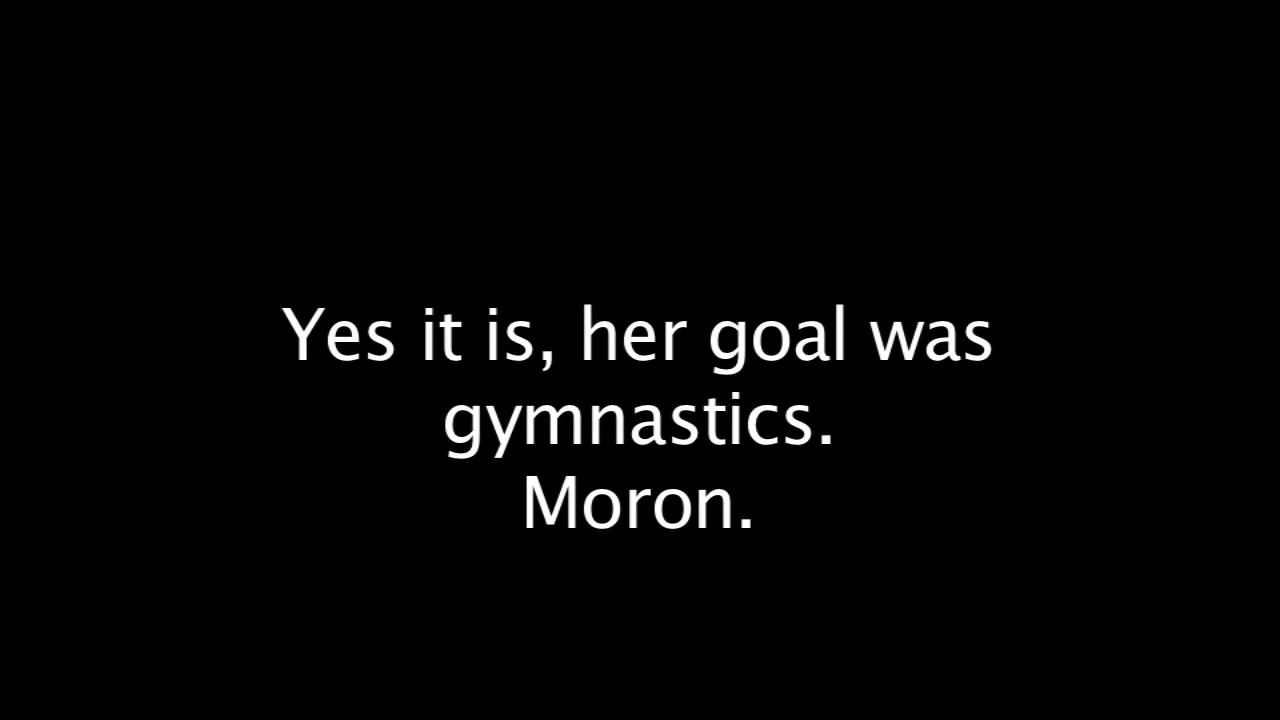 Yes it is, her goal was
gymnastics.
Moron.